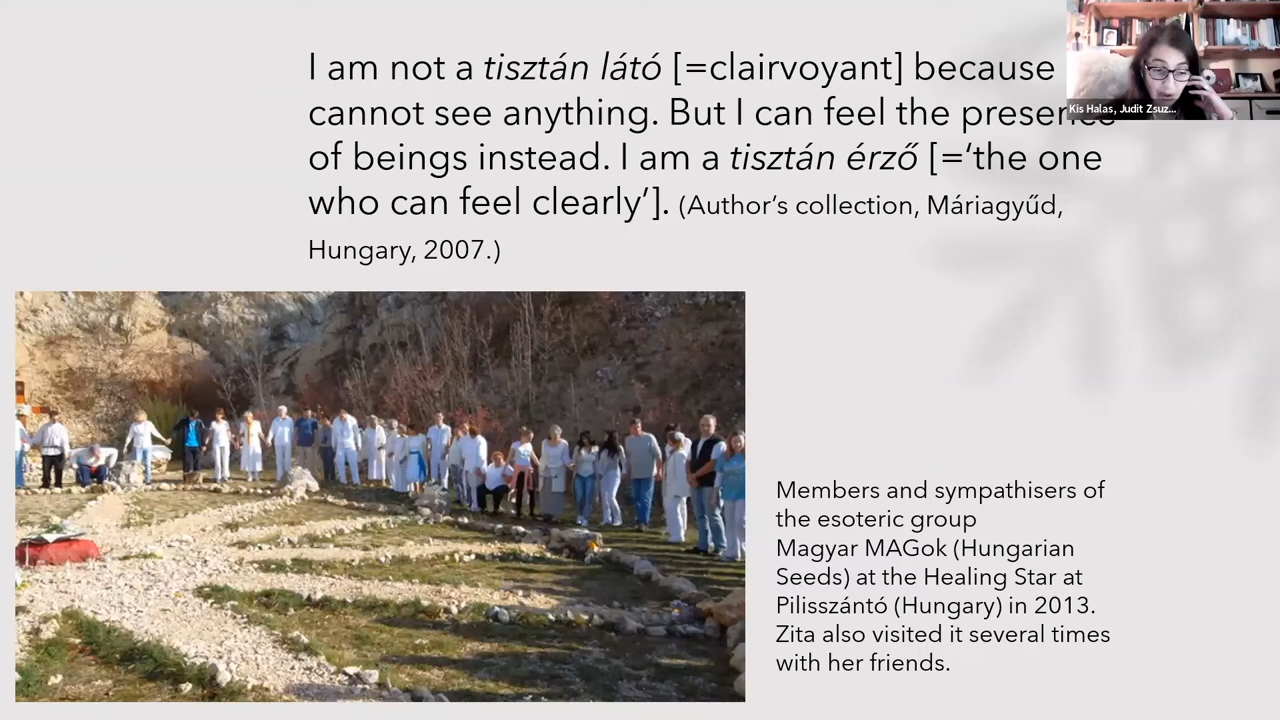 I am not a tisztán látó [=clairvoyant] because
cannot see anything. But I can feel the presence
of beings instead. I am a tisztán érző [=‘the one
who can feel clearly’]. (Author’s collection, Máriagyűd,
Hungary, 2007.)
Kis Halas, Judit Zsuz...
Members and sympathisers of
the esoteric group
Magyar MAGok (Hungarian
Seeds) at the Healing Star at
Pilisszántó (Hungary) in 2013.
Zita also visited it several times
with her friends.